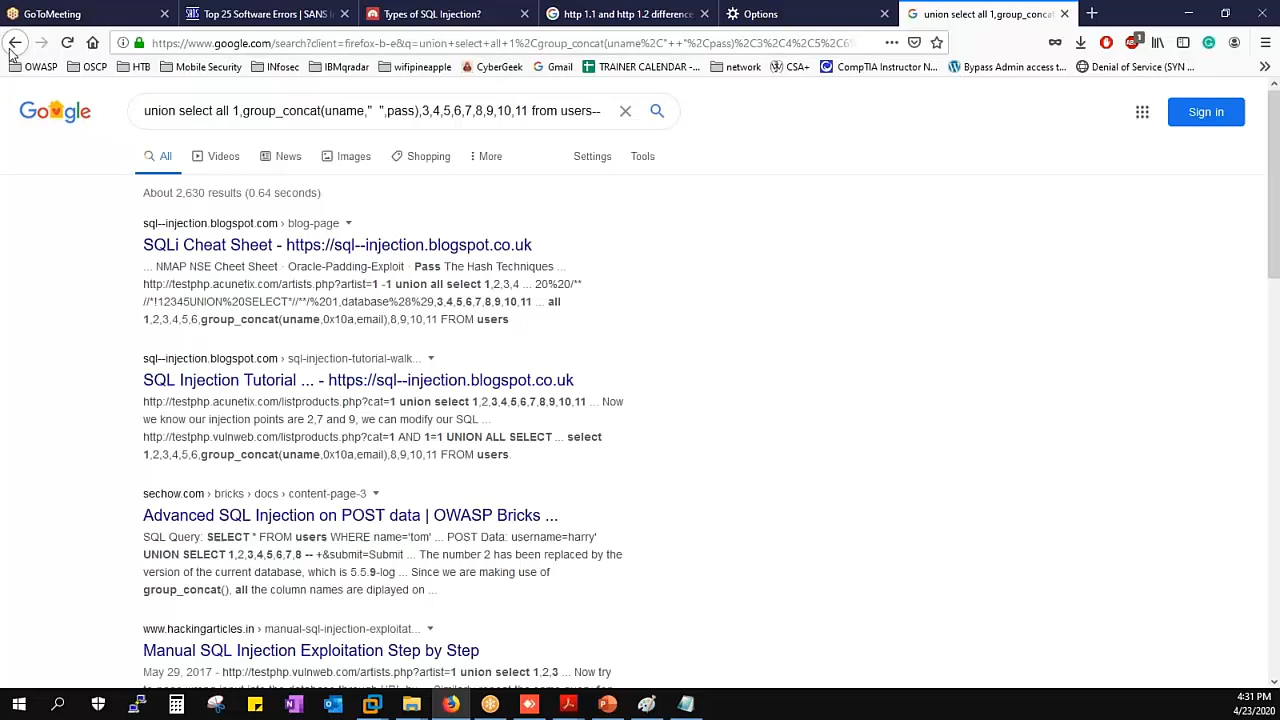 GoToMeeting
Top 25 Software Errors | SANS I
Types of SQL Injection?
http 1.1 and http 1.2 difference
Options
union select all 1,group_conca
https://www.google.com/search?client=firefox-b-e&q=union+select+all+1%2Cgroup_concat(uname%2C"++"%2Cpass)%2C3%2C4%2C5%2C6
1
OWASP
OSCP
HTB
Mobile Security
INfosec
IBMqradar
wifipineapple
CyberGeek
Gmail
TRAINER CALENDAR -...
network
CSA+
CompTIA Instructor N...
Bypass Admin access t...
Denial of Service (SYN ...
Google
union select all 1,group_concat(uname,"  ",pass),3,4,5,6,7,8,9,10,11 from users--
Sign in
All
Videos
News
Images
Shopping
More
Settings
Tools
About 2,630 results (0.64 seconds)
sql--injection.blogspot.com › blog-page
SQLi Cheat Sheet - https://sql--injection.blogspot.co.uk
... NMAP NSE Cheet Sheet · Oracle-Padding-Exploit · Pass The Hash Techniques ...
http://testphp.acunetix.com/artists.php?artist=1 -1 union all select 1,2,3,4 ... 20%20/**
//*!12345UNION%20SELECT*//**/%201,database%28%29,3,4,5,6,7,8,9,10,11 ... all
1,2,3,4,5,6,group_concat(uname,0x10a,email),8,9,10,11 FROM users
sql--injection.blogspot.com › sql-injection-tutorial-walk...
SQL Injection Tutorial ... - https://sql--injection.blogspot.co.uk
http://testphp.acunetix.com/listproducts.php?cat=1 union select 1,2,3,4,5,6,7,8,9,10,11 ... Now
we know our injection points are 2,7 and 9, we can modify our SQL ...
http://testphp.vulnweb.com/listproducts.php?cat=1 AND 1=1 UNION ALL SELECT ... select
1,2,3,4,5,6,group_concat(uname,0x10a,email),8,9,10,11 FROM users.
sechow.com › bricks › docs › content-page-3
Advanced SQL Injection on POST data | OWASP Bricks ...
SQL Query: SELECT * FROM users WHERE name='tom' ... POST Data: username=harry'
UNION SELECT 1,2,3,4,5,6,7,8 -- +&submit=Submit ... The number 2 has been replaced by the
version of the current database, which is 5.5.9-log ... Since we are making use of
group_concat(), all the column names are diplayed on ...
www.hackingarticles.in › manual-sql-injection-exploitat...
Manual SQL Injection Exploitation Step by Step
May 29, 2017 - http://testphp.vulnweb.com/artists.php?artist=1 union select 1,2,3 ... Now try
4:31 PM
4/23/2020